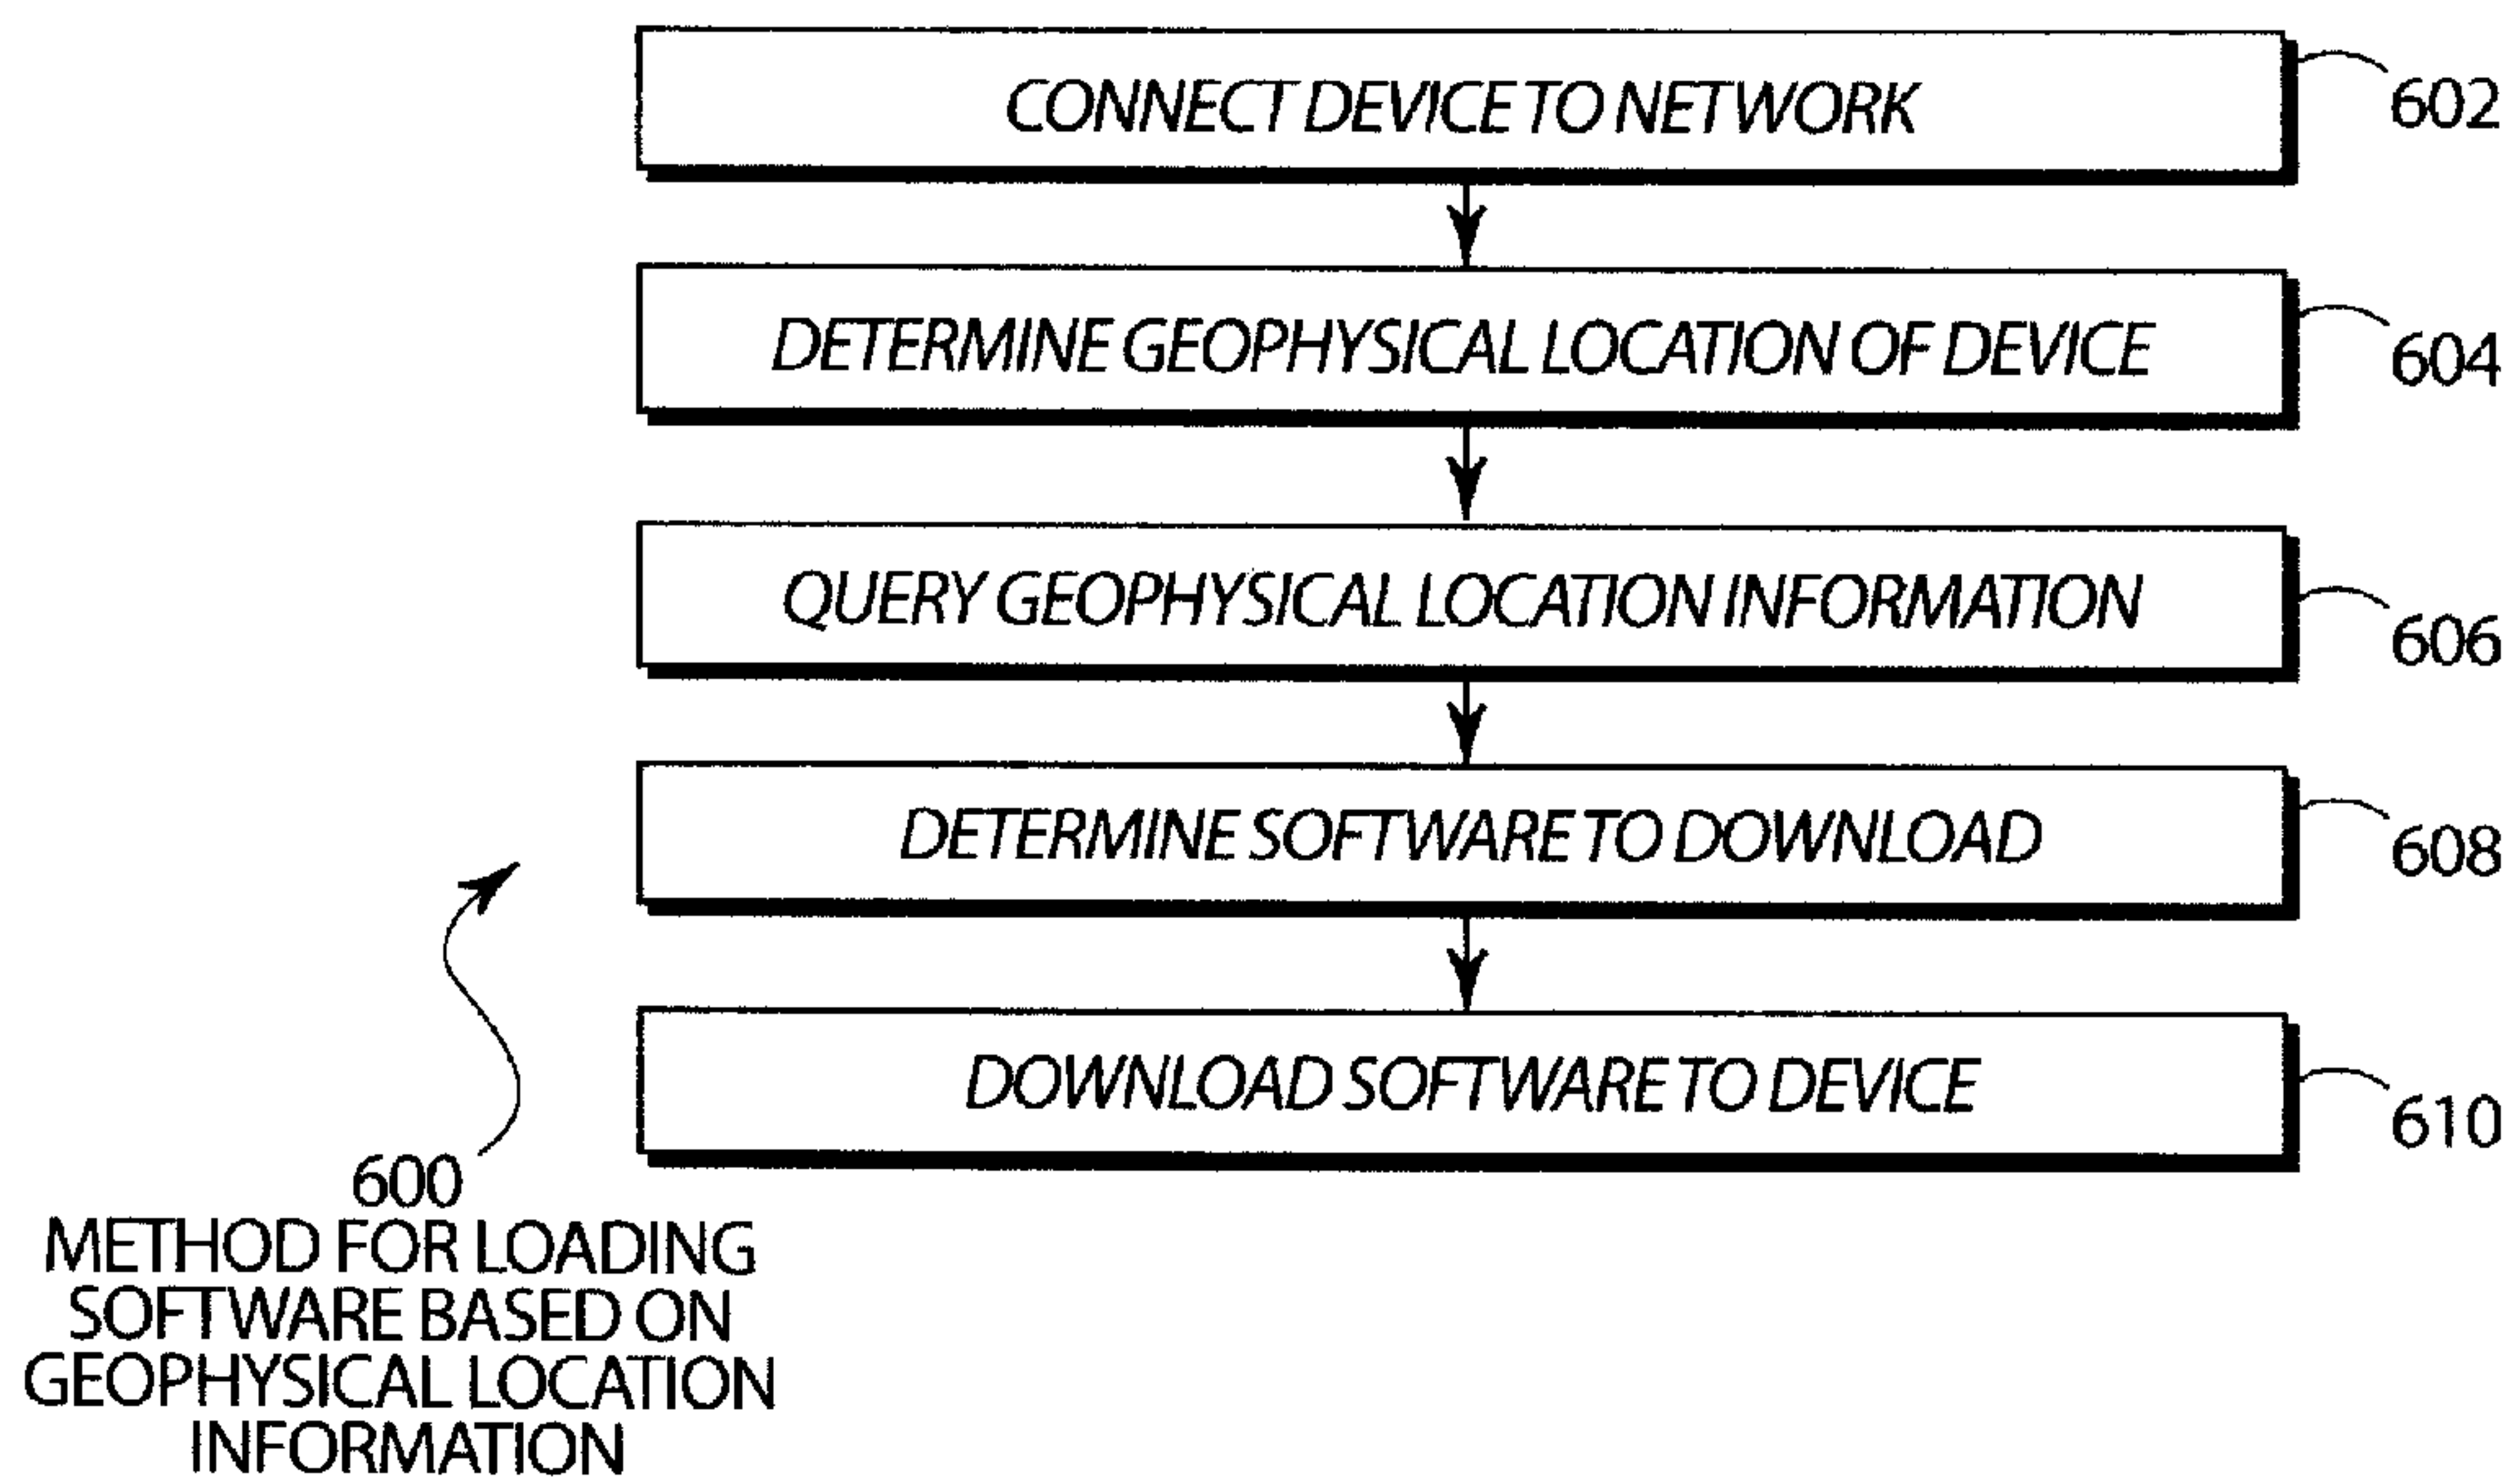 CONNECT DEVICE TO NETWORK
602
DETERMINE GEOPHYSICAL LOCATION OF DEVICE
604
QUERY GEOPHYSICAL LOCATION INFORMATION
606
DETERMINE SOFTWARE TO DOWNLOAD
608
DOWNLOAD SOFTWARE TO DEVICE
610
600
METHOD FOR LOADING
SOFTWARE BASED ON
GEOPHYSICAL LOCATION
INFORMATION